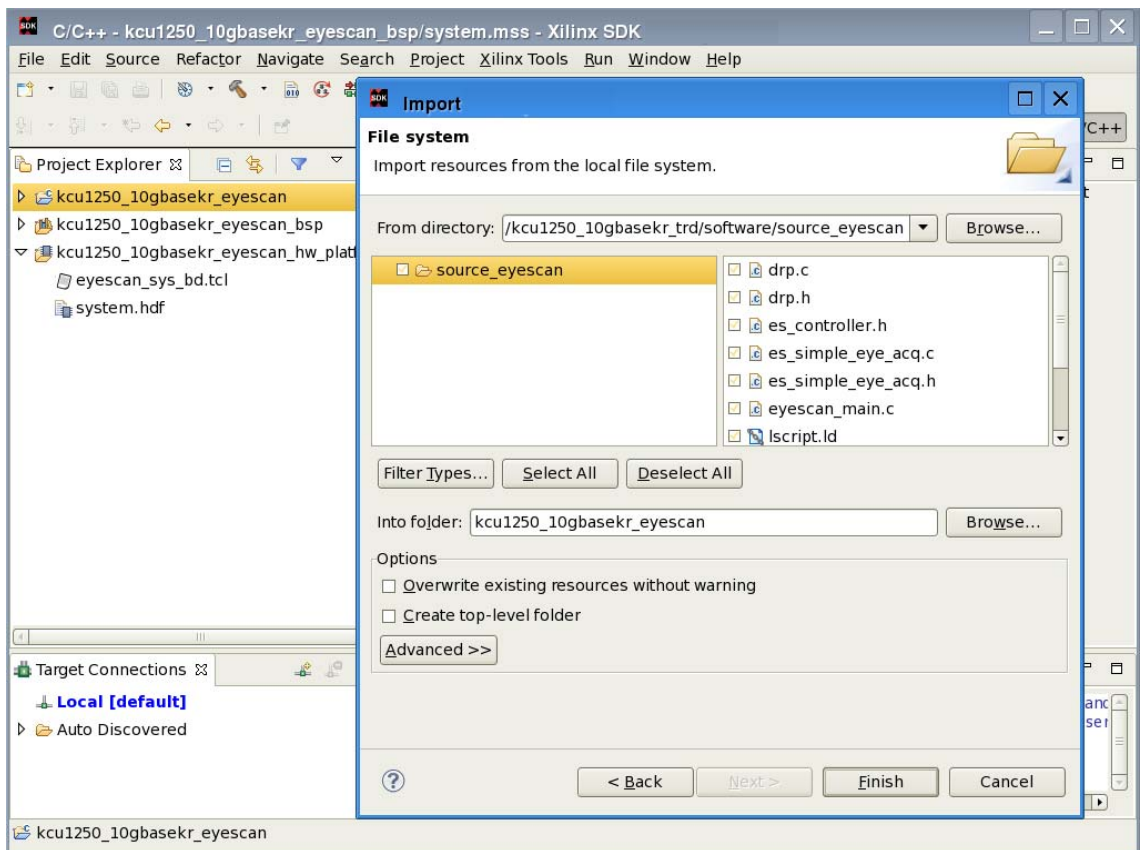 SDK C/C++ - kcu1250_10gbasekr_eyescan_bsp/system.mss - Xilinx SDK
File Edit Source Refactor Navigate Search Project Xilinx Tools Run Window Help
SDK Import
/C++
File system
Import resources from the local file system.
Project Explorer
kcu1250_10gbasekr_eyescan
kcu1250_10gbasekr_eyescan_bsp
kcu1250_10gbasekr_eyescan_hw_platf
eyescan_sys_bd.tcl
system.hdf
From directory: /kcu1250_10gbasekr_trd/software/source_eyescan Browse...
source_eyescan
drp.c
drp.h
es_controller.h
es_simple_eye_acq.c
es_simple_eye_acq.h
eyescan_main.c
lscript.ld
Filter Types... Select All Deselect All
Into folder: kcu1250_10gbasekr_eyescan Browse...
Options
Overwrite existing resources without warning
Create top-level folder
Advanced >>
Target Connections
Local [default]
Auto Discovered
< Back Next > Finish Cancel
kcu1250_10gbasekr_eyescan